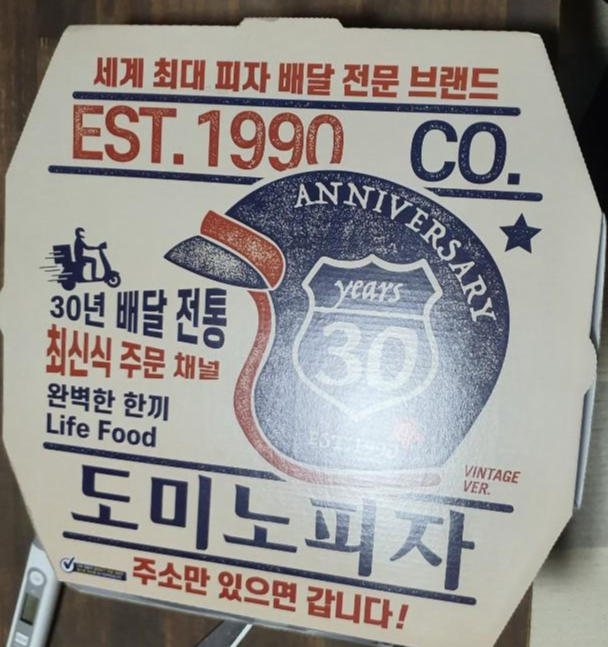 세계 최대 피자 배달 전문 브랜드
EST. 1990 CO.
ANNIVERSARY
years
30
EST. 1990
30년 배달 전통
최신식 주문 채널
완벽한 한끼
Life Food
VINTAGE
VER.
도미노피자
주소만 있으면 갑니다!